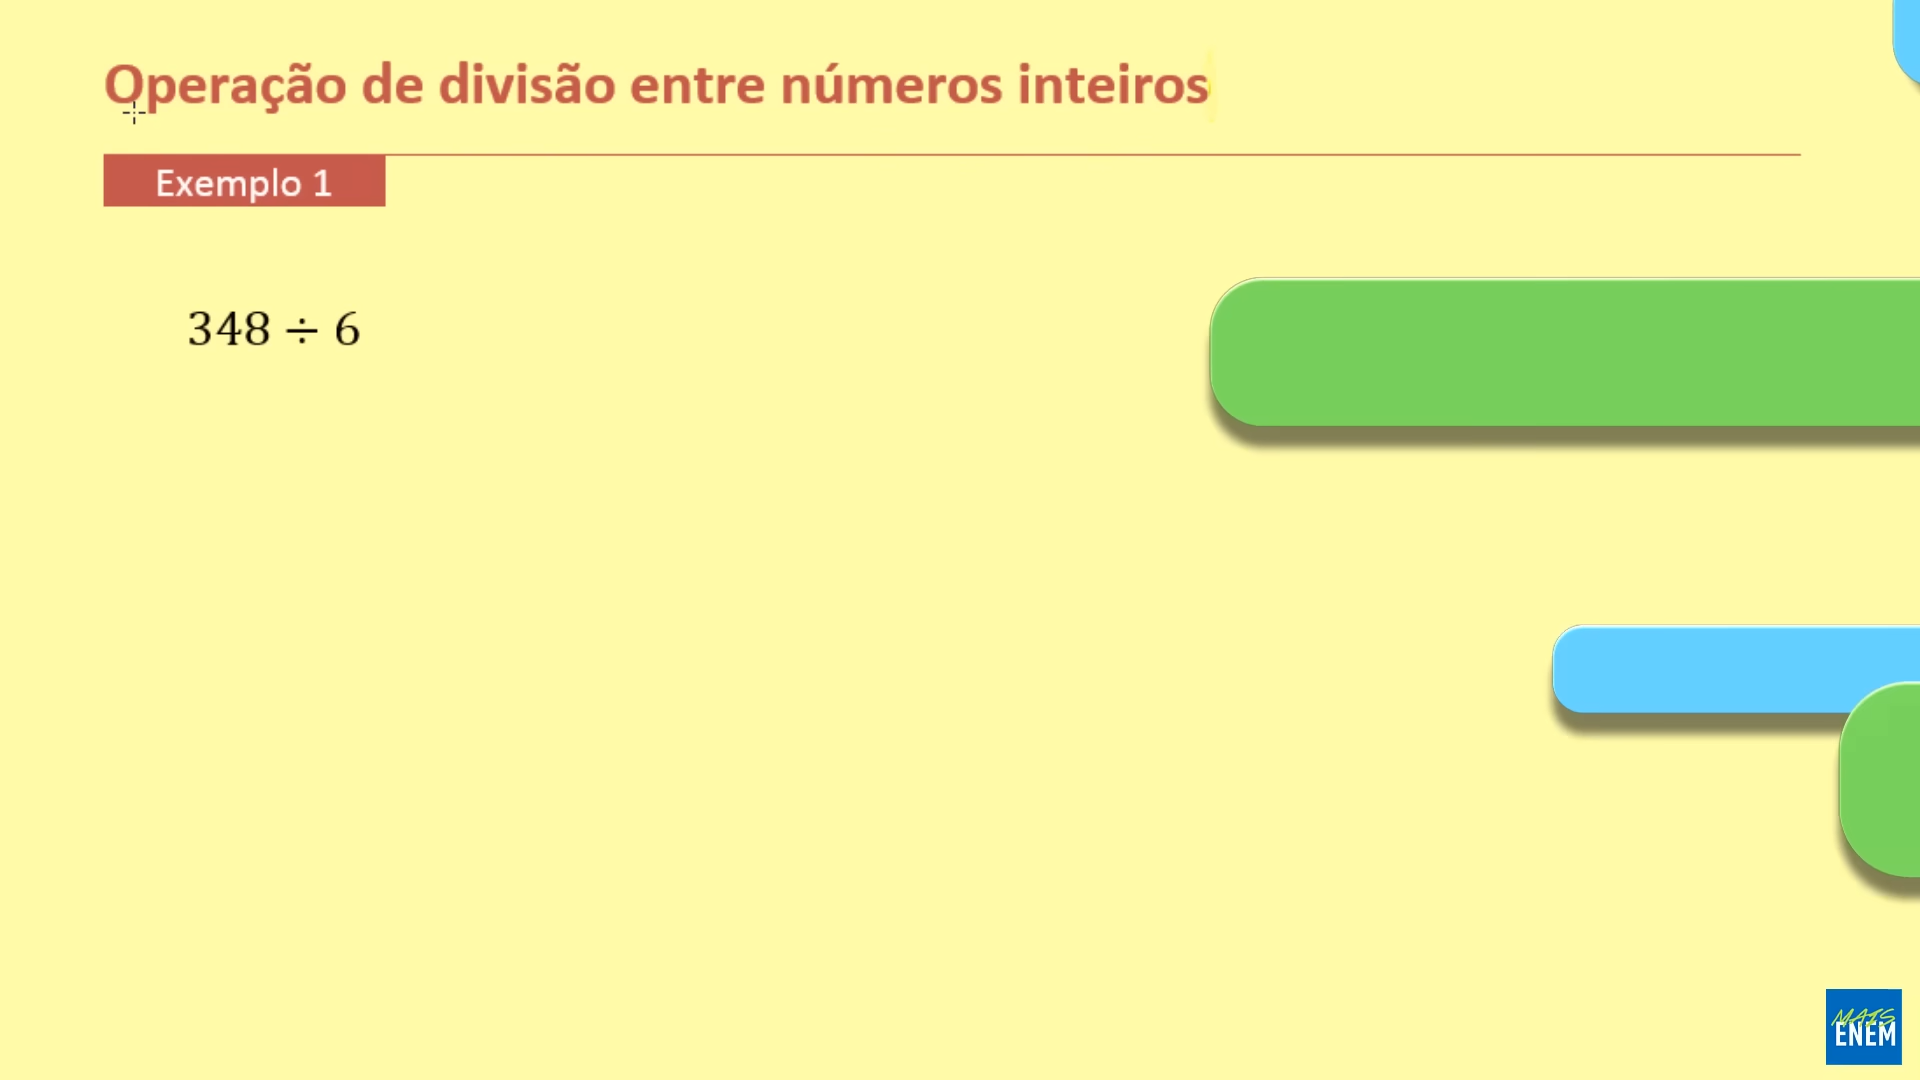 Operação de divisão entre números inteiros
Exemplo 1
348 ÷ 6
MAIS
ENEM